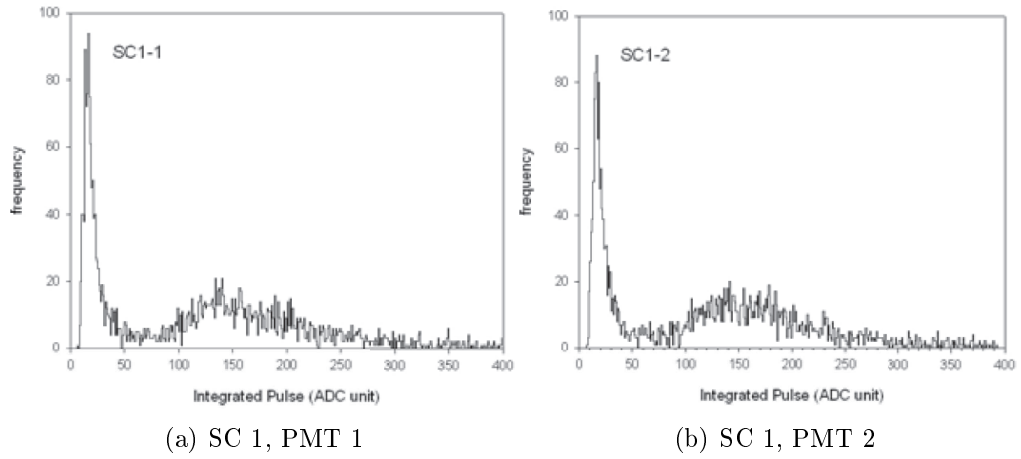 100
80
60
40
20
0
frequency
SC1-1
0 50 100 150 200 250 300 350 400
Integrated Pulse (ADC unit)
(a) SC 1, PMT 1
100
80
60
40
20
0
frequency
SC1-2
0 50 100 150 200 250 300 350 400
Integrated Pulse (ADC unit)
(b) SC 1, PMT 2